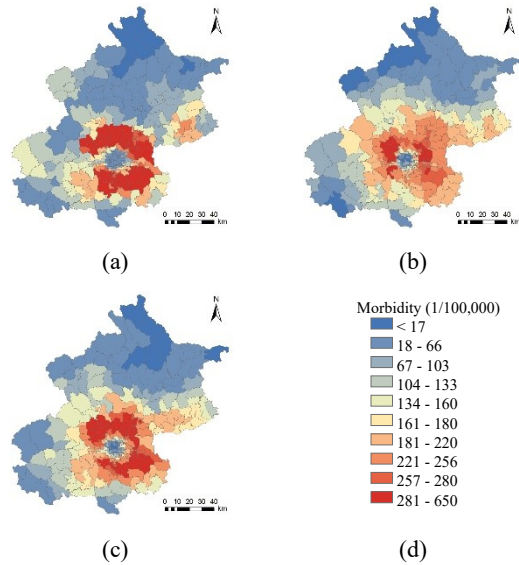 N
0 10 20 30 40
km
(a)
N
0 10 20 30 40
km
(b)
N
0 10 20 30 40
km
(c)
Morbidity (1/100,000)
< 17
18 - 66
67 - 103
104 - 133
134 - 160
161 - 180
181 - 220
221 - 256
257 - 280
281 - 650
(d)